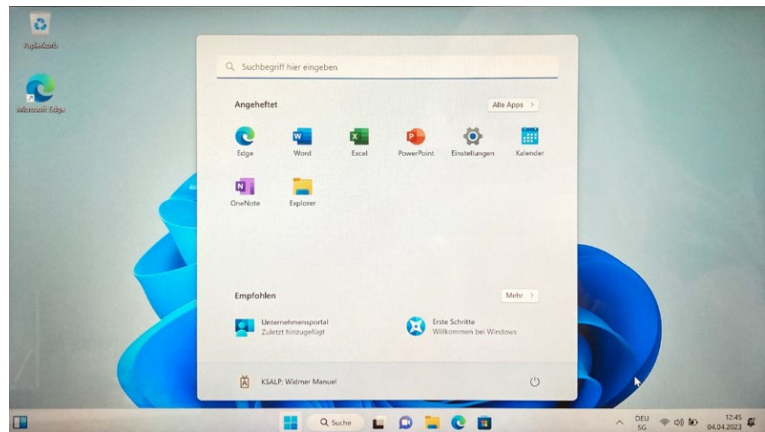 Papierkorb
Microsoft Edge
Suchbegriff hier eingeben
Angeheftet
Alle Apps
Edge
Word
Excel
PowerPoint
Einstellungen
Kalender
OneNote
Explorer
Empfohlen
Mehr
Unternehmensportal
Zuletzt hinzugefügt
Erste Schritte
Willkommen bei Windows
KSALP; Widmer Manuel
Suche
DEU
SG
12:45
04.04.2023